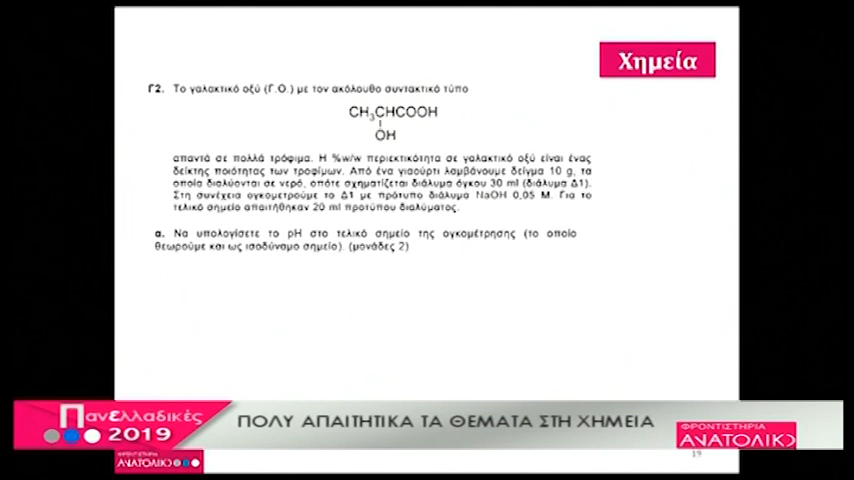 Χημεία
Γ2. Το γαλακτικό οξύ (Γ.Ο.) με τον ακόλουθο συντακτικό τύπο
CH3CHCOOH
OH
απαντά σε πολλά τρόφιμα. Η %w/w περιεκτικότητα σε γαλακτικό οξύ είναι ένας
δείκτης ποιότητας των τροφίμων. Από ένα γιαούρτι λαμβάνουμε δείγμα 10 g, τα
οποία διαλύονται σε νερό, οπότε σχηματίζεται διάλυμα όγκου 30 ml (διάλυμα Δ1).
Στη συνέχεια ογκομετρούμε το Δ1 με πρότυπο διάλυμα NaOH 0,05 M. Για το
τελικό σημείο απαιτήθηκαν 20 ml προτύπου διαλύματος.
α. Να υπολογίσετε το pH στο τελικό σημείο της ογκομέτρησης (το οποίο
θεωρούμε και ως ισοδύναμο σημείο). (μονάδες 2)
Πανελλαδικές
2019
ΠΟΛΥ ΑΠΑΙΤΗΤΙΚΑ ΤΑ ΘΕΜΑΤΑ ΣΤΗ ΧΗΜΕΙΑ
ΦΡΟΝΤΙΣΤΗΡΙΑ
ΑΝΑΤΟΛΙΚΟ
ΦΡΟΝΤΙΣΤΗΡΙΑ
ΑΝΑΤΟΛΙΚΟ
19